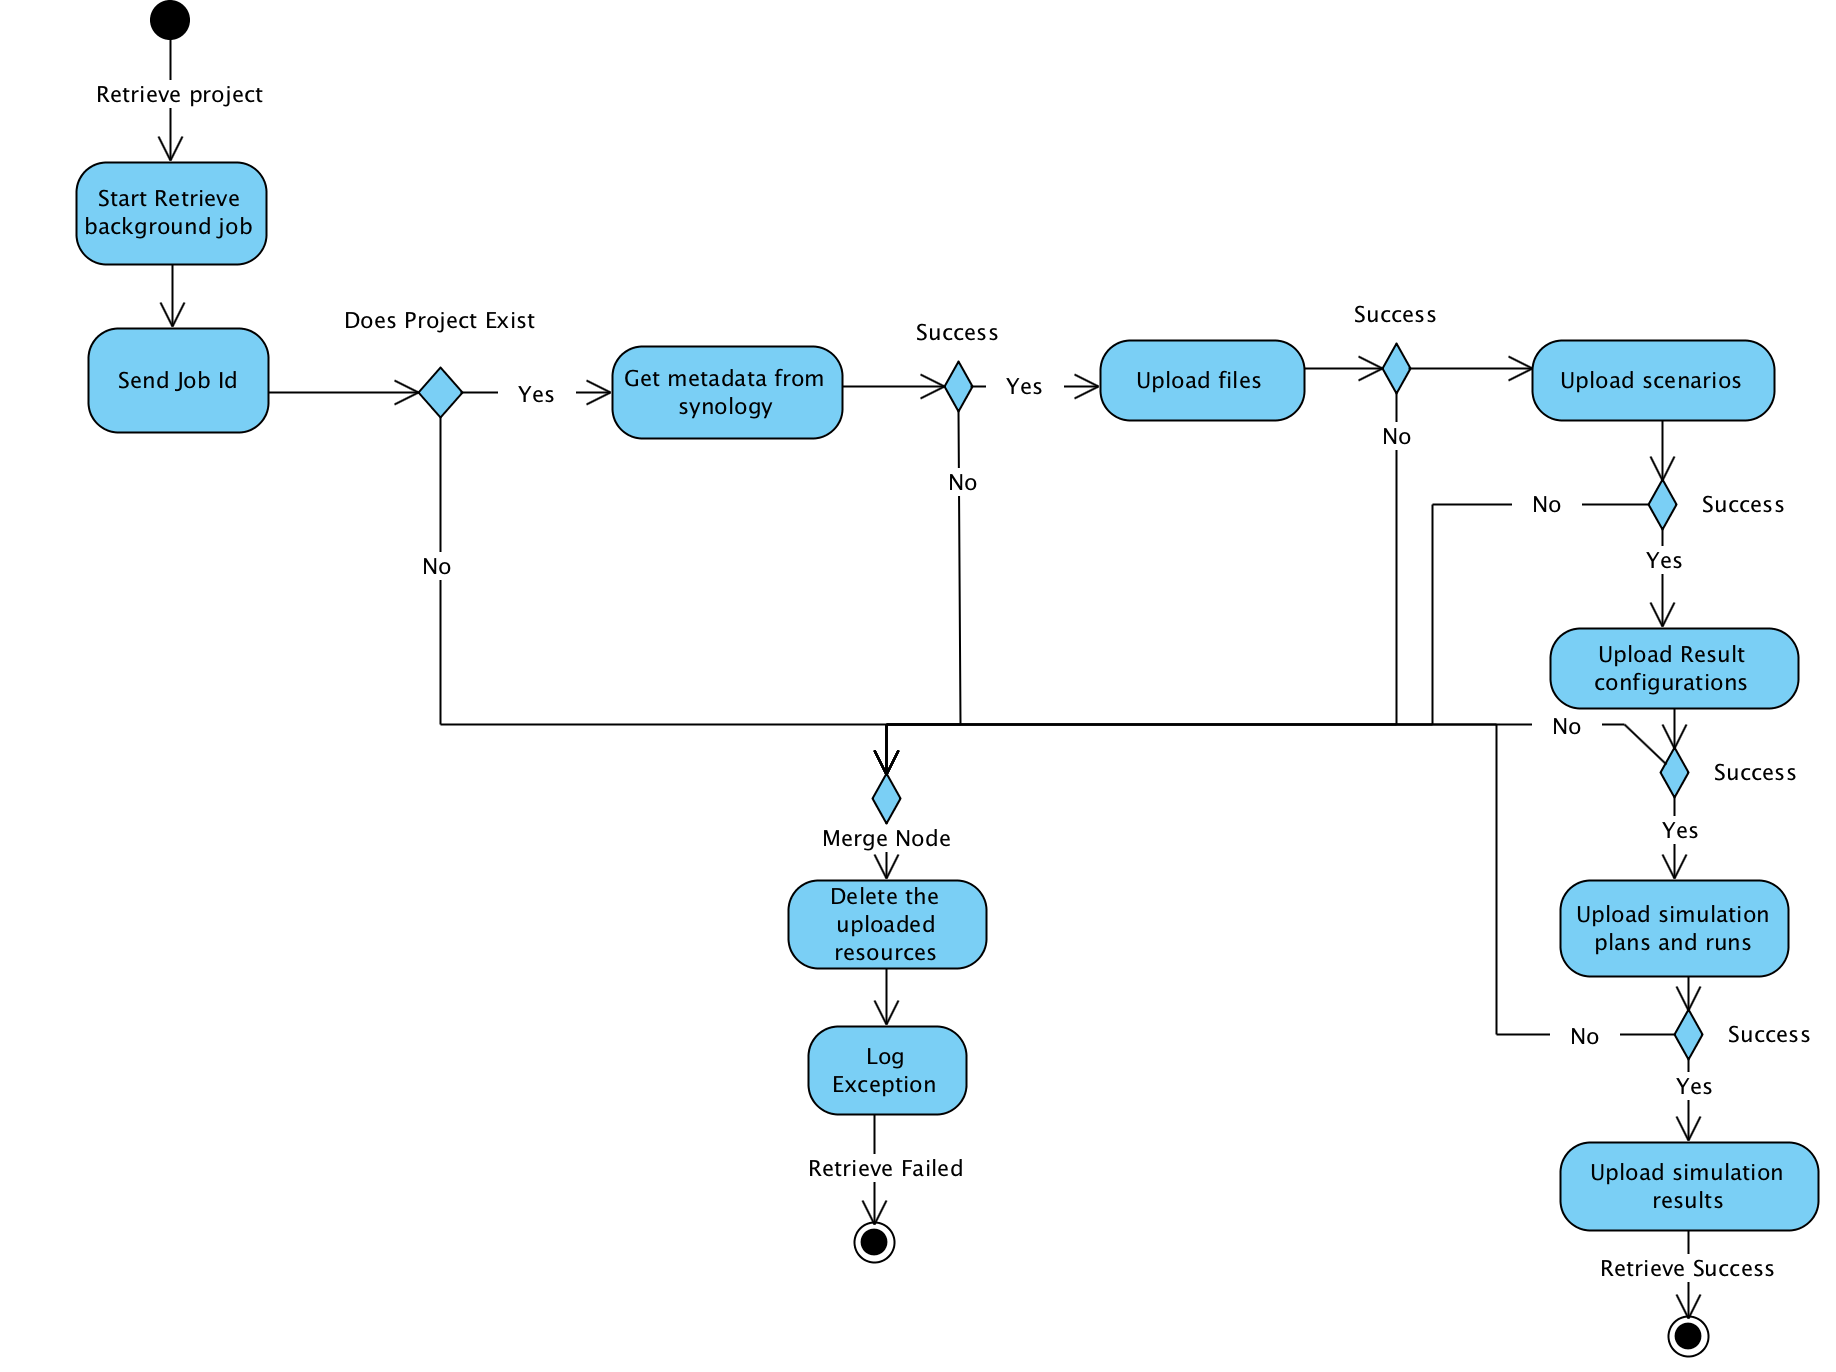 Retrieve project
Start Retrieve
background job
Send Job Id
Does Project Exist
Yes
No
Get metadata from
synology
Success
Yes
No
Upload files
Success
No
Upload scenarios
Success
No
Yes
Upload Result
configurations
No
Success
Yes
Upload simulation
plans and runs
No
Success
Yes
Upload simulation
results
Retrieve Success
Merge Node
Delete the
uploaded
resources
Log
Exception
Retrieve Failed